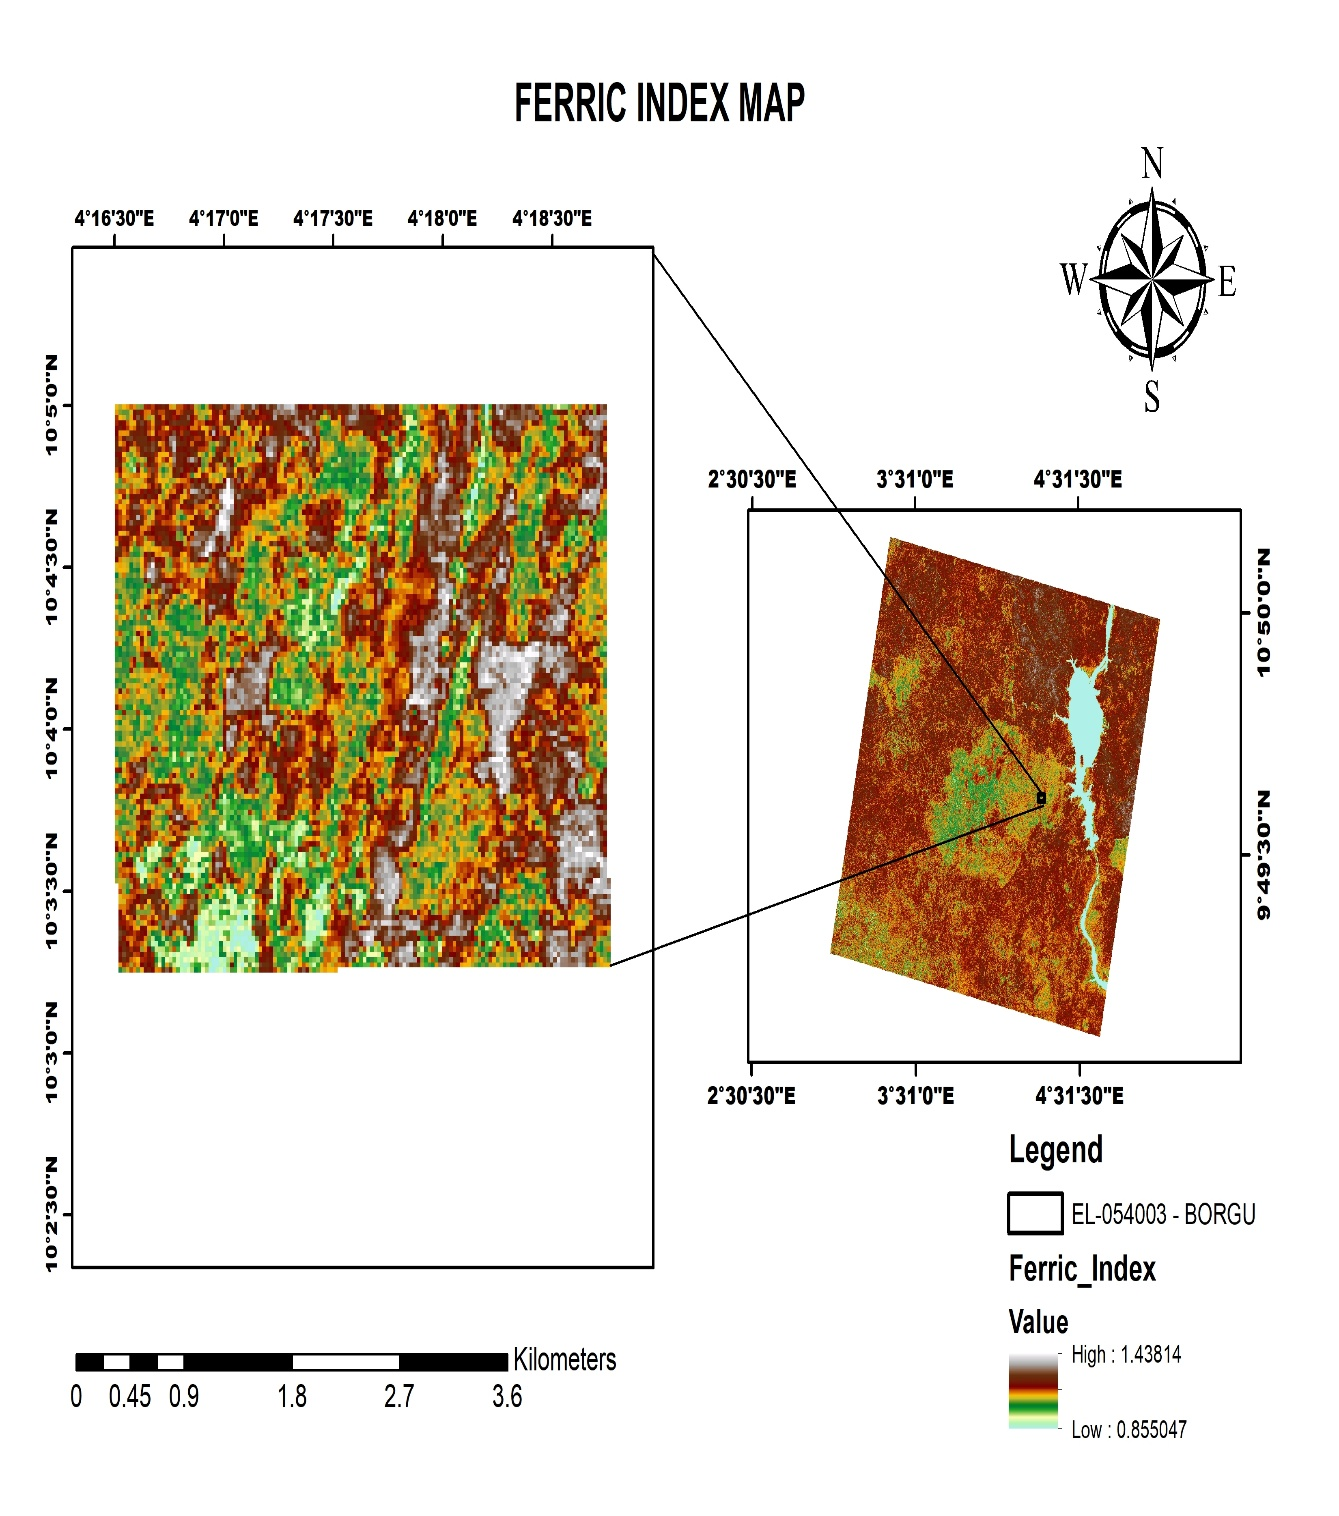 FERRIC INDEX MAP
N
W E
S
4°16'30"E 4°17'0"E 4°17'30"E 4°18'0"E 4°18'30"E
10°5'0"N
10°4'30"N
10°4'0"N
10°3'30"N
10°3'0"N
10°2'30"N
2°30'30"E 3°31'0"E 4°31'30"E
10°50'0"N
9°49'30"N
2°30'30"E 3°31'0"E 4°31'30"E
Legend
EL-054003 - BORGU
Ferric_Index
Value
High : 1.43814
Low : 0.855047
Kilometers
0 0.45 0.9 1.8 2.7 3.6